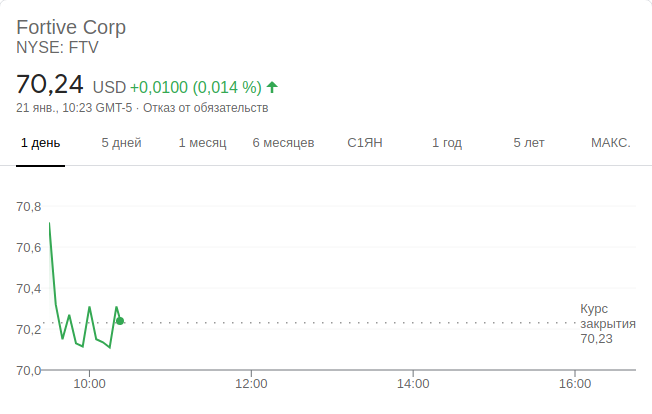 Fortive Corp
NYSE: FTV
70,24 USD +0,0100 (0,014 %)
21 янв., 10:23 GMT-5 · Отказ от обязательств
1 день 5 дней 1 месяц 6 месяцев С1ЯН 1 год 5 лет МАКС.
70,8
70,6
70,4
70,2
70,0
Курс
закрытия
70,23
10:00 12:00 14:00 16:00